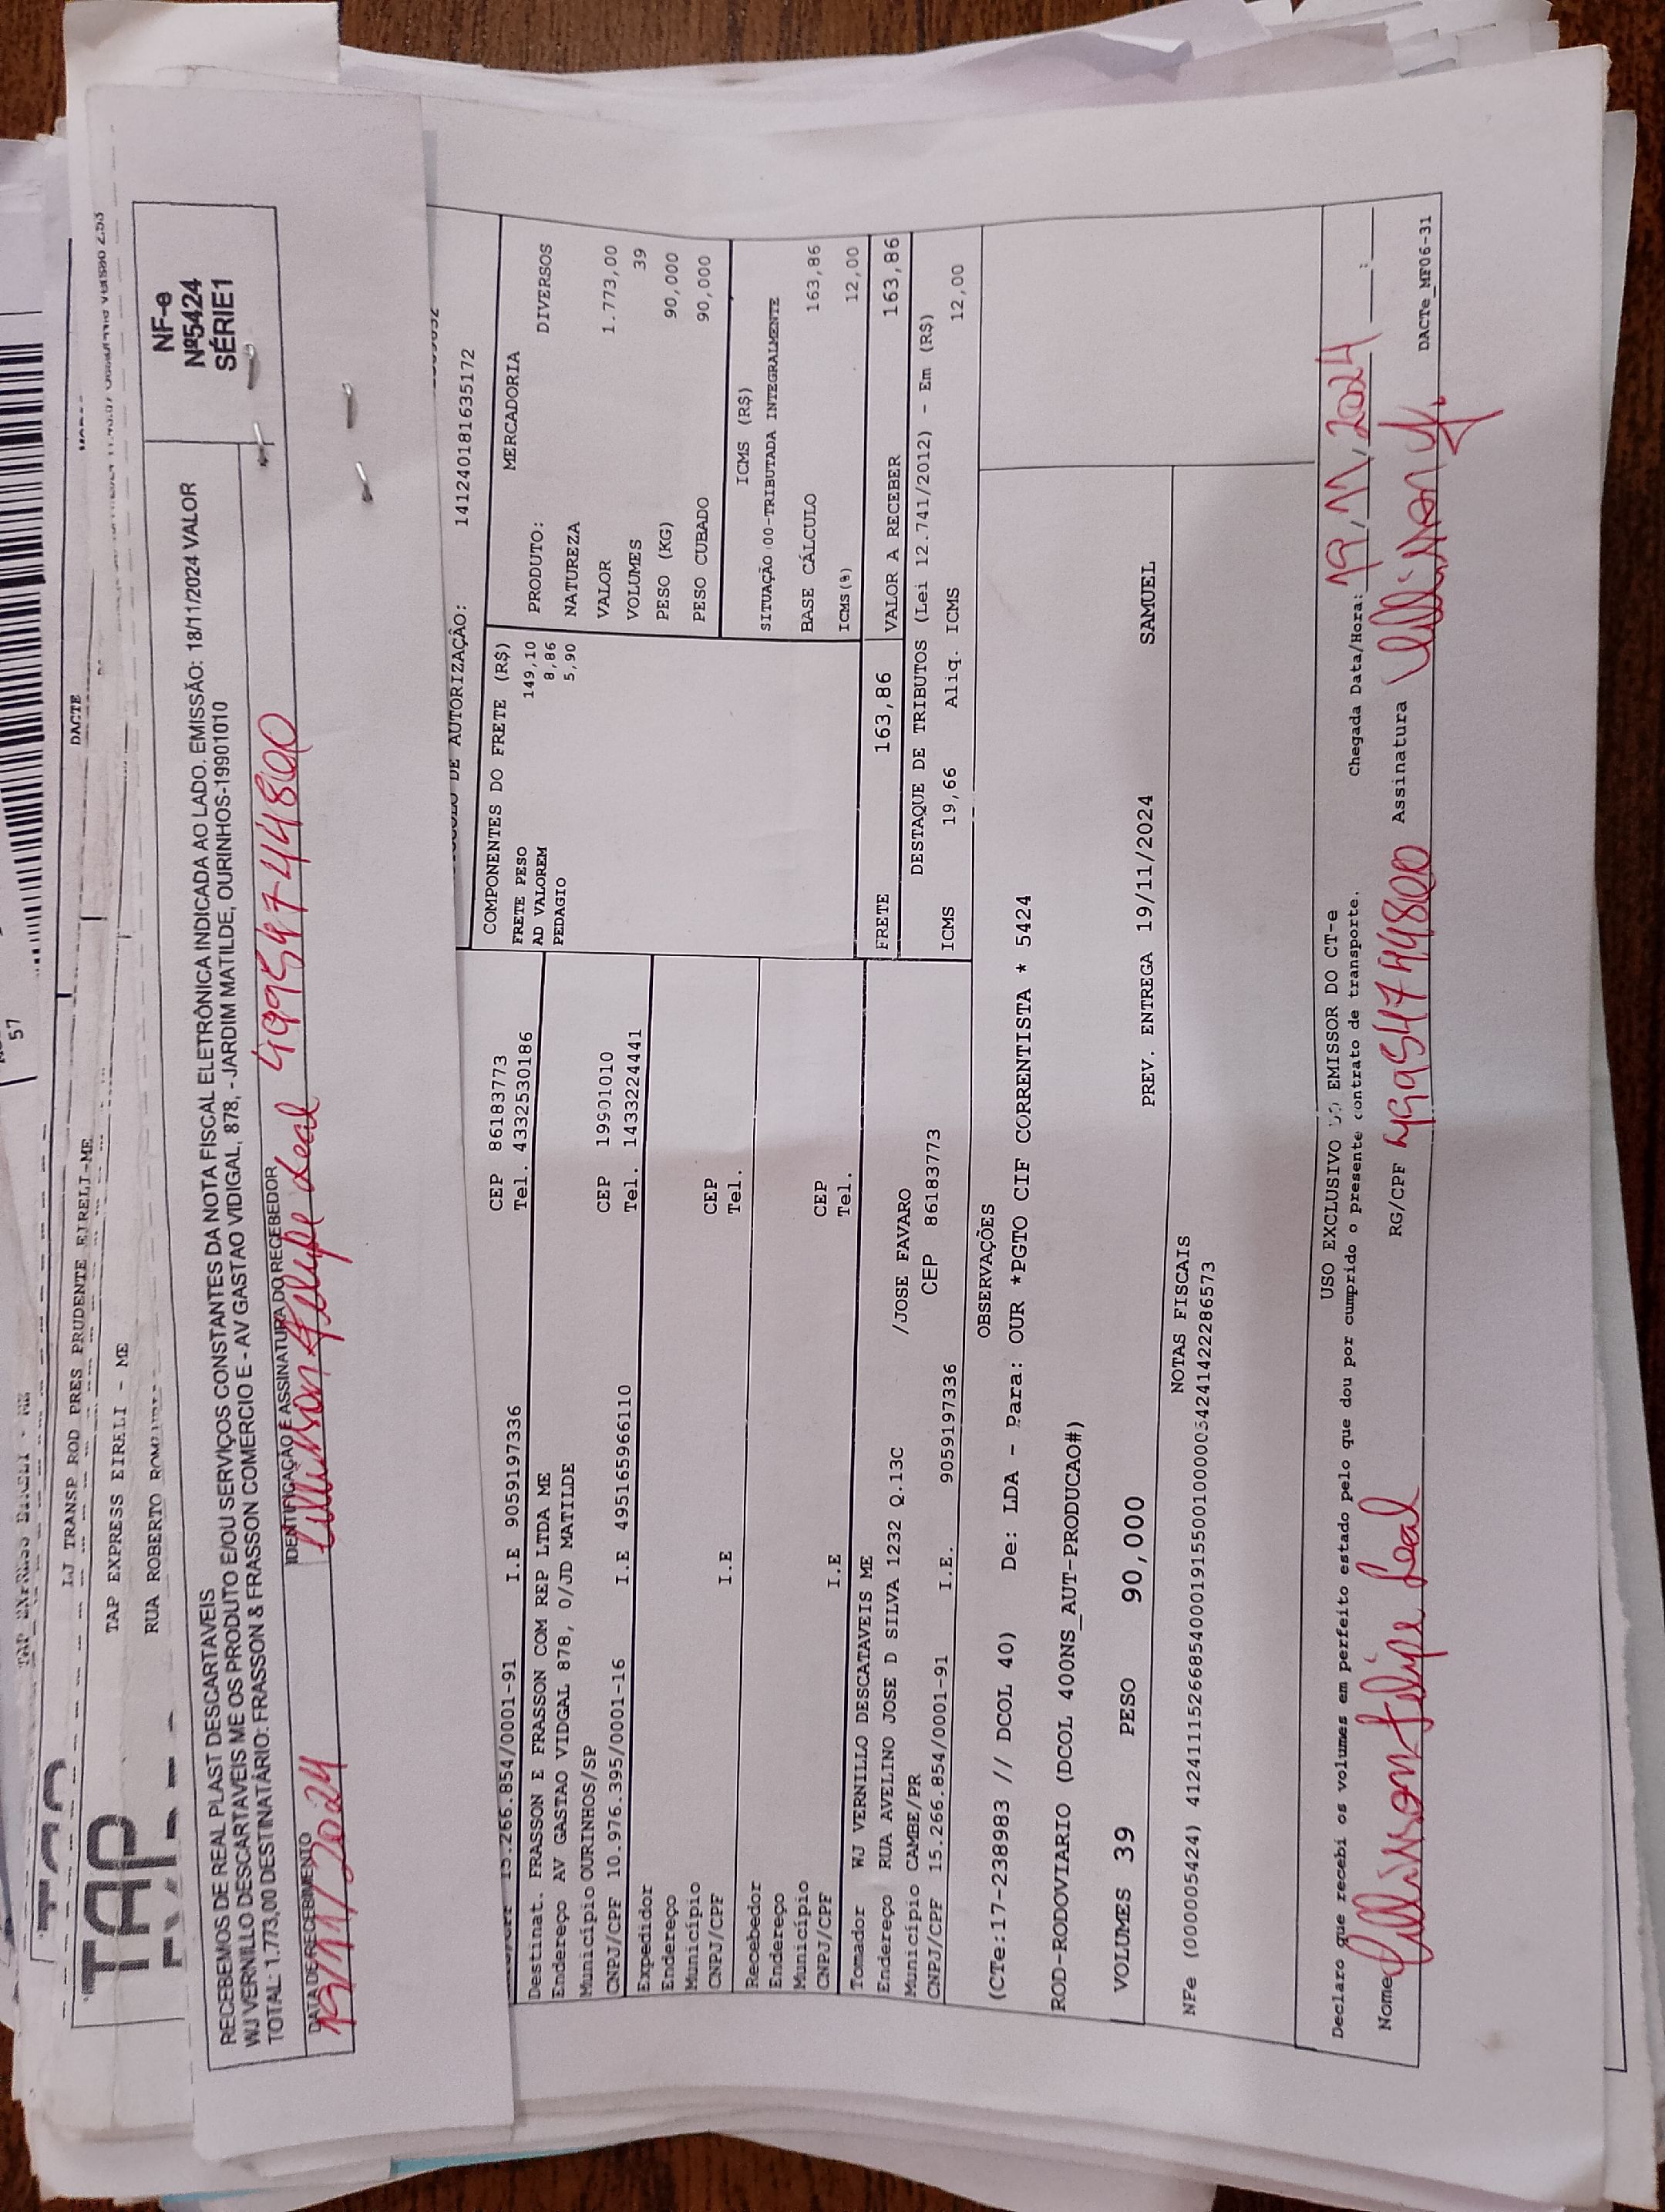 57
DACTE
LJ TRANSP ROD PRES PRUDENTE EIRELI-ME
TAP EXPRESS EIRELI - ME
RUA ROBERTO
TAP
RECEBEMOS DE REAL PLAST DESCARTAVEIS
WJ VERNILLO DESCARTAVEIS ME OS PRODUTO E/OU SERVIÇOS CONSTANTES DA NOTA FISCAL ELETRÔNICA INDICADA AO LADO. EMISSÃO: 18/11/2024 VALOR
TOTAL: 1.773,00 DESTINATÁRIO: FRASSON & FRASSON COMERCIO E - AV GASTAO VIDIGAL, 878, - JARDIM MATILDE, OURINHOS-19901010
NF-e
Nº5424
SÉRIE1
DATA DE RECEBIMENTO
19/11/2024
IDENTIFICAÇÃO E ASSINATURA DO RECEBEDOR
Felipe Leal 49954744800
DE AUTORIZAÇÃO: 141240181635172
15.266.854/0001-91 I.E 9059197336
CEP 86183773
Tel. 4332530186
Destinat. FRASSON E FRASSON COM REP LTDA ME
Endereço AV GASTAO VIDGAL 878, 0/JD MATILDE
Município OURINHOS/SP CEP 19901010
CNPJ/CPF 10.976.395/0001-16 I.E 495165966110 Tel. 1433224441
Expedidor
Endereço
Município CEP
CNPJ/CPF I.E Tel.
Recebedor
Endereço
Município CEP
CNPJ/CPF I.E Tel.
Tomador WJ VERNILLO DESCATAVEIS ME
Endereço RUA AVELINO JOSE D SILVA 1232 Q.13C /JOSE FAVARO
Município CAMBE/PR CEP 86183773
CNPJ/CPF 15.266.854/0001-91 I.E. 9059197336
COMPONENTES DO FRETE (R$)
FRETE PESO 149,10
AD VALOREM 8,86
PEDAGIO 5,90
MERCADORIA
PRODUTO: DIVERSOS
NATUREZA
VALOR 1.773,00
VOLUMES 39
PESO (KG) 90,000
PESO CUBADO 90,000
ICMS (R$)
SITUAÇÃO 00-TRIBUTADA INTEGRALMENTE
BASE CÁLCULO 163,86
ICMS(%) 12,00
FRETE 163,86 VALOR A RECEBER 163,86
DESTAQUE DE TRIBUTOS (Lei 12.741/2012) - Em (R$)
ICMS 19,66 Aliq. ICMS 12,00
OBSERVAÇÕES
(CTe:17-238983 // DCOL 40) De: LDA - Para: OUR *PGTO CIF CORRENTISTA * 5424
ROD-RODOVIARIO (DCOL 400NS_AUT-PRODUCAO#)
VOLUMES 39 PESO 90,000 PREV. ENTREGA 19/11/2024 SAMUEL
NOTAS FISCAIS
NFe (000005424) 41241115266854000191550010000054241422286573
USO EXCLUSIVO DO EMISSOR DO CT-e
Declaro que recebi os volumes em perfeito estado pelo que dou por cumprido o presente contrato de transporte. Chegada Data/Hora: 19/11/2024 :
Nome Felipe Leal RG/CPF 49954744800 Assinatura
DACTe_MF06-31